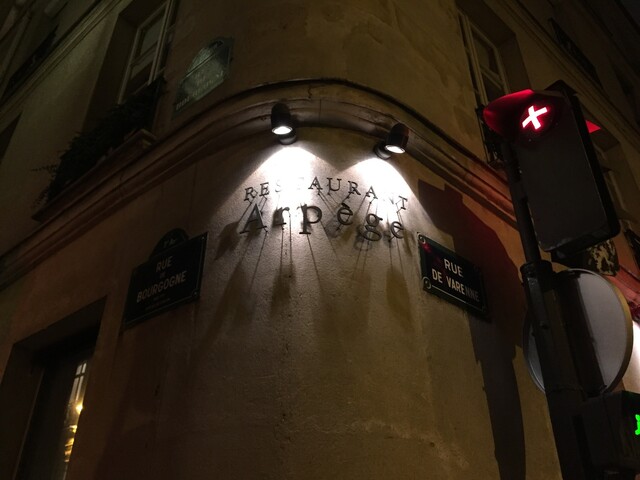 RESTAURANT
Arpège
RUE
DE
BOURGOGNE
RUE
DE VARENNE